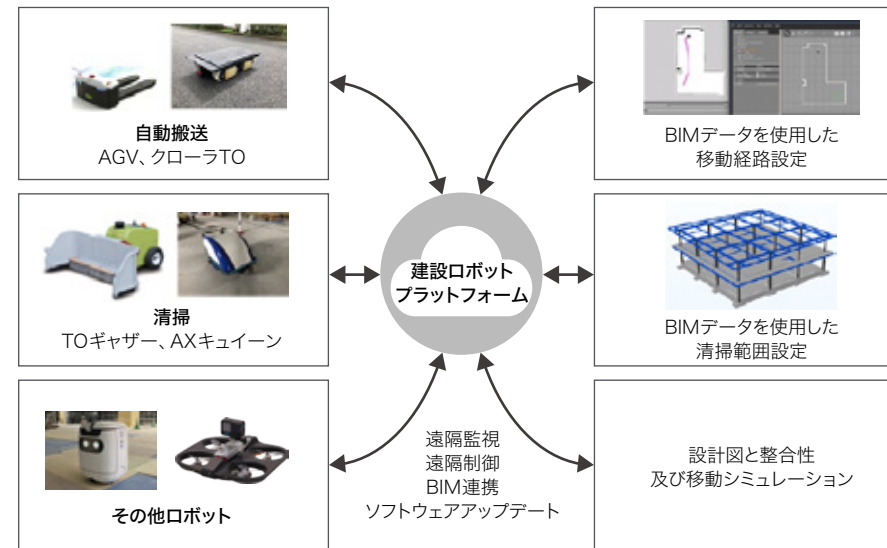 自動搬送
AGV、クローラTO
清掃
TOギャザー、AXキュイーン
その他ロボット
建設ロボット
プラットフォーム
遠隔監視
遠隔制御
BIM連携
ソフトウェアアップデート
BIMデータを使用した
移動経路設定
BIMデータを使用した
清掃範囲設定
設計図と整合性
及び移動シミュレーション